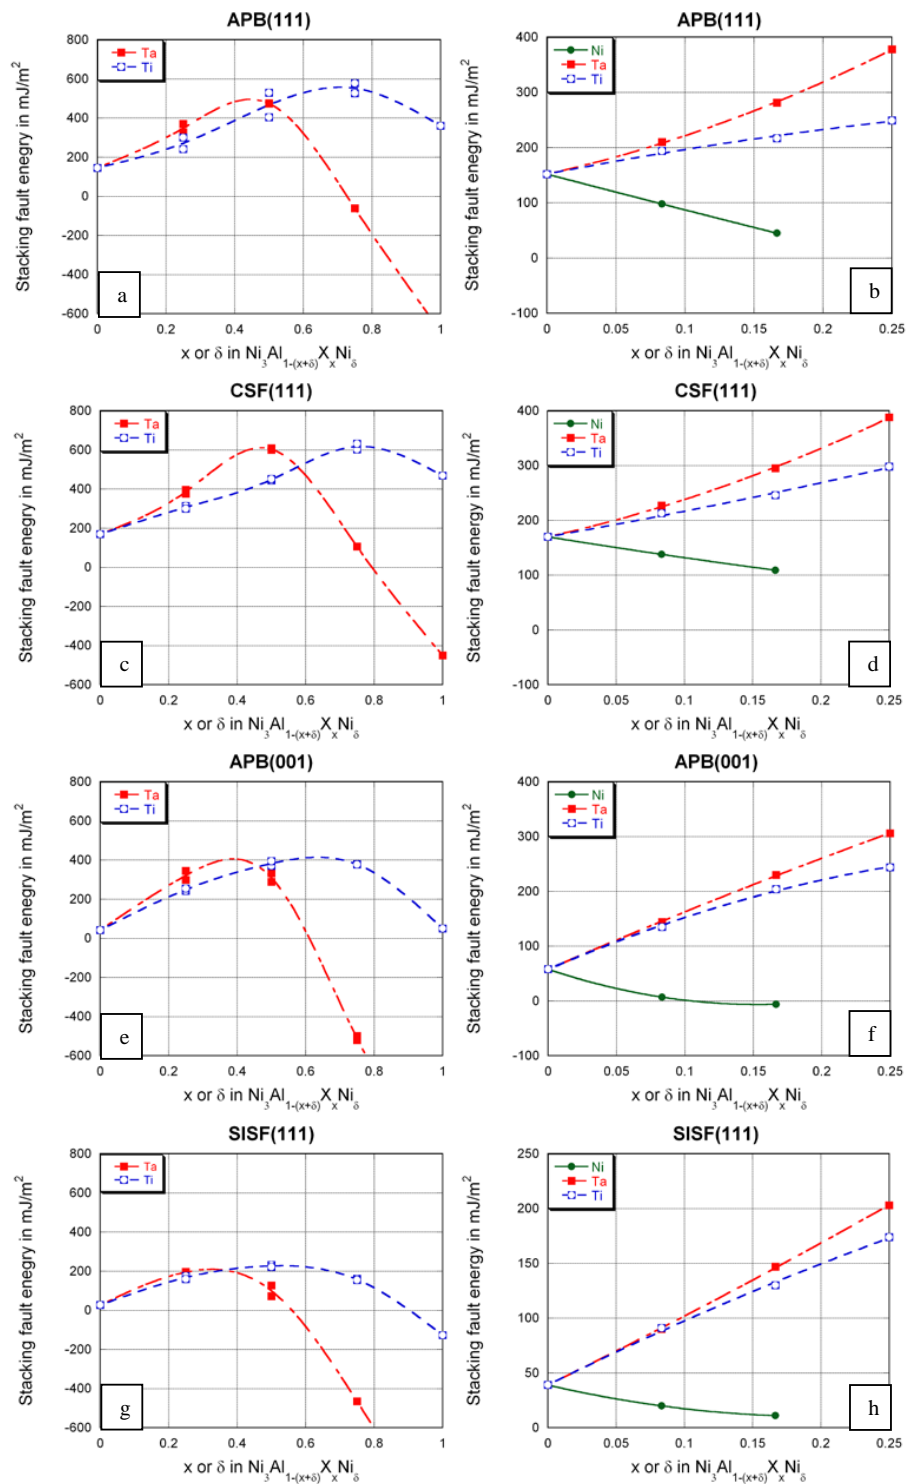 APB(111)
Stacking fault enegry in mJ/m²
800
600
400
200
0
-200
-400
-600
Ta
Ti
a
0 0.2 0.4 0.6 0.8 1
x or δ in Ni₃Al₁₋₍ₓ₊δ₎XₓNiδ
APB(111)
Stacking fault enegry in mJ/m²
400
300
200
100
0
-100
Ni
Ta
Ti
b
0 0.05 0.1 0.15 0.2 0.25
x or δ in Ni₃Al₁₋₍ₓ₊δ₎XₓNiδ
CSF(111)
Stacking fault enegry in mJ/m²
800
600
400
200
0
-200
-400
-600
Ta
Ti
c
0 0.2 0.4 0.6 0.8 1
x or δ in Ni₃Al₁₋₍ₓ₊δ₎XₓNiδ
CSF(111)
Stacking fault energy in mJ/m²
400
300
200
100
0
-100
Ni
Ta
Ti
d
0 0.05 0.1 0.15 0.2 0.25
x or δ in Ni₃Al₁₋₍ₓ₊δ₎XₓNiδ
APB(001)
Stacking fault enegry in mJ/m²
800
600
400
200
0
-200
-400
-600
Ta
Ti
e
0 0.2 0.4 0.6 0.8 1
x or δ in Ni₃Al₁₋₍ₓ₊δ₎XₓNiδ
APB(001)
Stacking fault enegry in mJ/m²
400
300
200
100
0
-100
Ni
Ta
Ti
f
0 0.05 0.1 0.15 0.2 0.25
x or δ in Ni₃Al₁₋₍ₓ₊δ₎XₓNiδ
SISF(111)
Stacking fault enegry in mJ/m²
800
600
400
200
0
-200
-400
-600
Ta
Ti
g
0 0.2 0.4 0.6 0.8 1
x or δ in Ni₃Al₁₋₍ₓ₊δ₎XₓNiδ
SISF(111)
Stacking fault enegry in mJ/m²
250
200
150
100
50
0
Ni
Ta
Ti
h
0 0.05 0.1 0.15 0.2 0.25
x or δ in Ni₃Al₁₋₍ₓ₊δ₎XₓNiδ